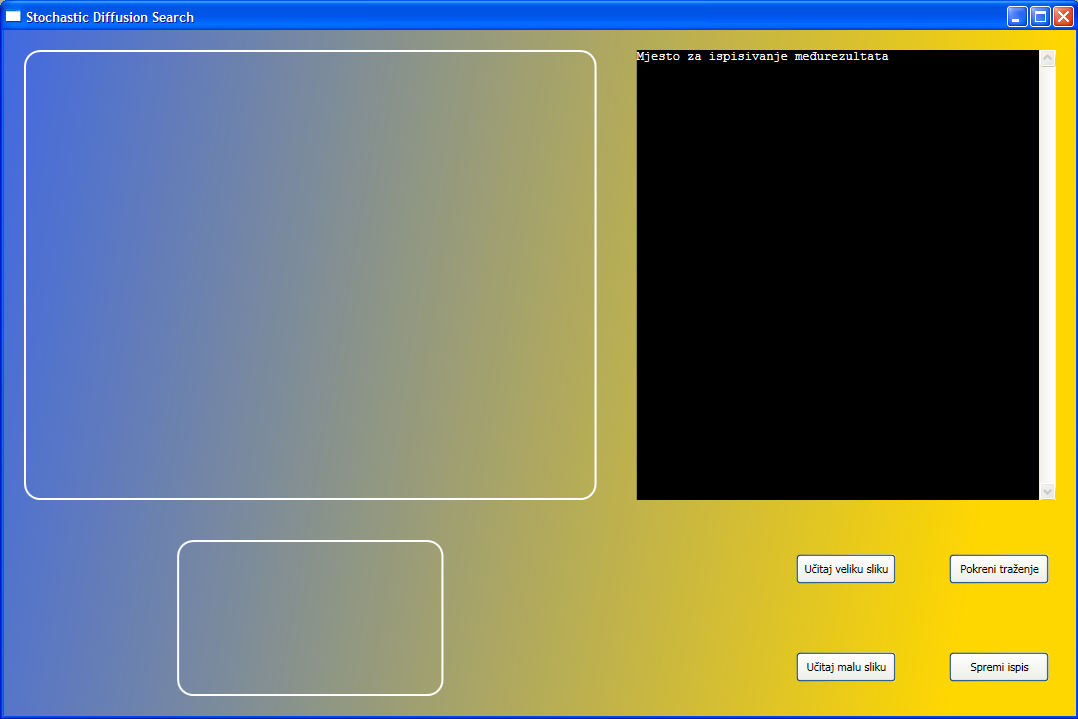 Stochastic Diffusion Search
Mjesto za ispisivanje međurezultata
Učitaj veliku sliku
Pokreni traženje
Učitaj malu sliku
Spremi ispis